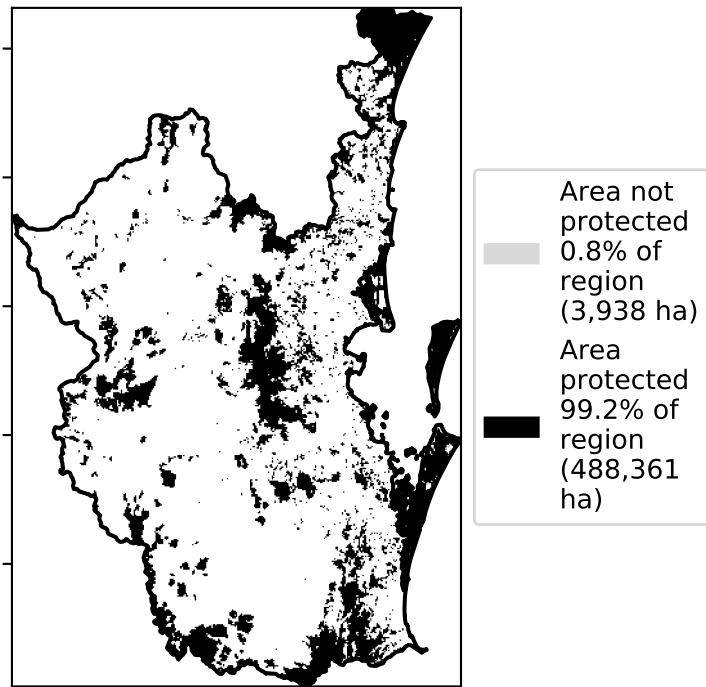 Area not
protected
0.8% of
region
(3,938 ha)
Area
protected
99.2% of
region
(488,361
ha)